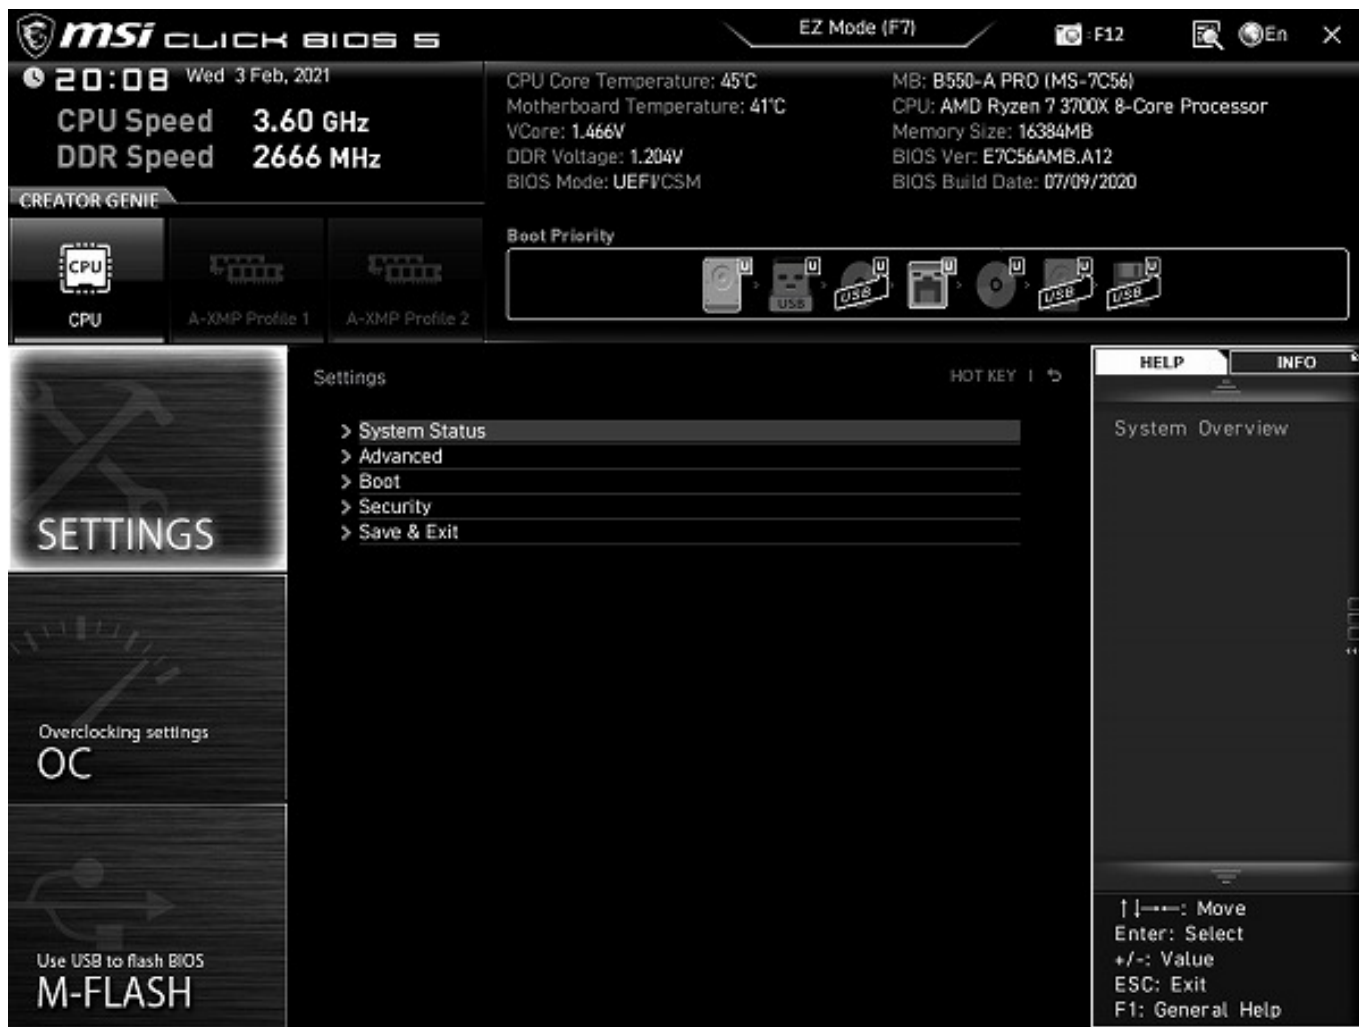 msi CLICK BIOS 5
EZ Mode (F7)
: F12
En
20:08 Wed 3 Feb, 2021
CPU Speed 3.60 GHz
DDR Speed 2666 MHz
CPU Core Temperature: 45°C
Motherboard Temperature: 41°C
VCore: 1.466V
DDR Voltage: 1.204V
BIOS Mode: UEFI/CSM
MB: B550-A PRO (MS-7C56)
CPU: AMD Ryzen 7 3700X 8-Core Processor
Memory Size: 16384MB
BIOS Ver: E7C56AMB.A12
BIOS Build Date: 07/09/2020
CREATOR GENIE
CPU
CPU
A-XMP Profile 1
A-XMP Profile 2
Boot Priority
U U U U U U U
USB USB USB USB
SETTINGS
Overclocking settings
OC
Use USB to flash BIOS
M-FLASH
Settings
HOT KEY |
> System Status
> Advanced
> Boot
> Security
> Save & Exit
HELP
INFO
System Overview
↑↓→←: Move
Enter: Select
+/-: Value
ESC: Exit
F1: General Help